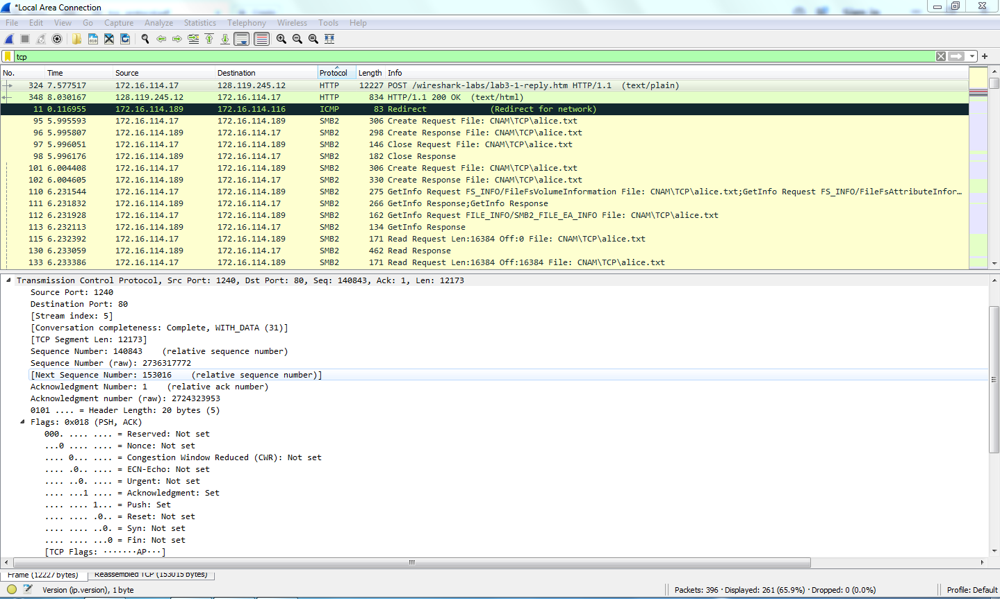 *Local Area Connection
File Edit View Go Capture Analyze Statistics Telephony Wireless Tools Help
tcp
No. Time Source Destination Protocol Length Info
324 7.577517 172.16.114.17 128.119.245.12 HTTP 12227 POST /wireshark-labs/lab3-1-reply.htm HTTP/1.1 (text/plain)
348 8.030167 128.119.245.12 172.16.114.17 HTTP 834 HTTP/1.1 200 OK (text/html)
11 0.116955 172.16.114.189 172.16.114.116 ICMP 83 Redirect (Redirect for network)
95 5.995593 172.16.114.17 172.16.114.189 SMB2 306 Create Request File: CNAM\TCP\alice.txt
96 5.995807 172.16.114.189 172.16.114.17 SMB2 298 Create Response File: CNAM\TCP\alice.txt
97 5.996051 172.16.114.17 172.16.114.189 SMB2 146 Close Request File: CNAM\TCP\alice.txt
98 5.996176 172.16.114.189 172.16.114.17 SMB2 182 Close Response
101 6.004408 172.16.114.17 172.16.114.189 SMB2 306 Create Request File: CNAM\TCP\alice.txt
102 6.004605 172.16.114.189 172.16.114.17 SMB2 330 Create Response File: CNAM\TCP\alice.txt
110 6.231544 172.16.114.17 172.16.114.189 SMB2 275 GetInfo Request FS_INFO/FileFsVolumeInformation File: CNAM\TCP\alice.txt;GetInfo Request FS_INFO/FileFsAttributeInfor…
111 6.231832 172.16.114.189 172.16.114.17 SMB2 266 GetInfo Response;GetInfo Response
112 6.231928 172.16.114.17 172.16.114.189 SMB2 162 GetInfo Request FILE_INFO/SMB2_FILE_EA_INFO File: CNAM\TCP\alice.txt
113 6.232113 172.16.114.189 172.16.114.17 SMB2 134 GetInfo Response
115 6.232392 172.16.114.17 172.16.114.189 SMB2 171 Read Request Len:16384 Off:0 File: CNAM\TCP\alice.txt
130 6.233059 172.16.114.189 172.16.114.17 SMB2 462 Read Response
133 6.233386 172.16.114.17 172.16.114.189 SMB2 171 Read Request Len:16384 Off:16384 File: CNAM\TCP\alice.txt
Transmission Control Protocol, Src Port: 1240, Dst Port: 80, Seq: 140843, Ack: 1, Len: 12173
Source Port: 1240
Destination Port: 80
[Stream index: 5]
[Conversation completeness: Complete, WITH_DATA (31)]
[TCP Segment Len: 12173]
Sequence Number: 140843 (relative sequence number)
Sequence Number (raw): 2736317772
[Next Sequence Number: 153016 (relative sequence number)]
Acknowledgment Number: 1 (relative ack number)
Acknowledgment number (raw): 2724323953
0101 .... = Header Length: 20 bytes (5)
Flags: 0x018 (PSH, ACK)
000. .... .... = Reserved: Not set
...0 .... .... = Nonce: Not set
.... 0... .... = Congestion Window Reduced (CWR): Not set
.... .0.. .... = ECN-Echo: Not set
.... ..0. .... = Urgent: Not set
.... ...1 .... = Acknowledgment: Set
.... .... 1... = Push: Set
.... .... .0.. = Reset: Not set
.... .... ..0. = Syn: Not set
.... .... ...0 = Fin: Not set
[TCP Flags: ·······AP···]
Frame (12227 bytes) Reassembled TCP (153015 bytes)
Version (ip.version), 1 byte Packets: 396 · Displayed: 261 (65.9%) · Dropped: 0 (0.0%) Profile: Default